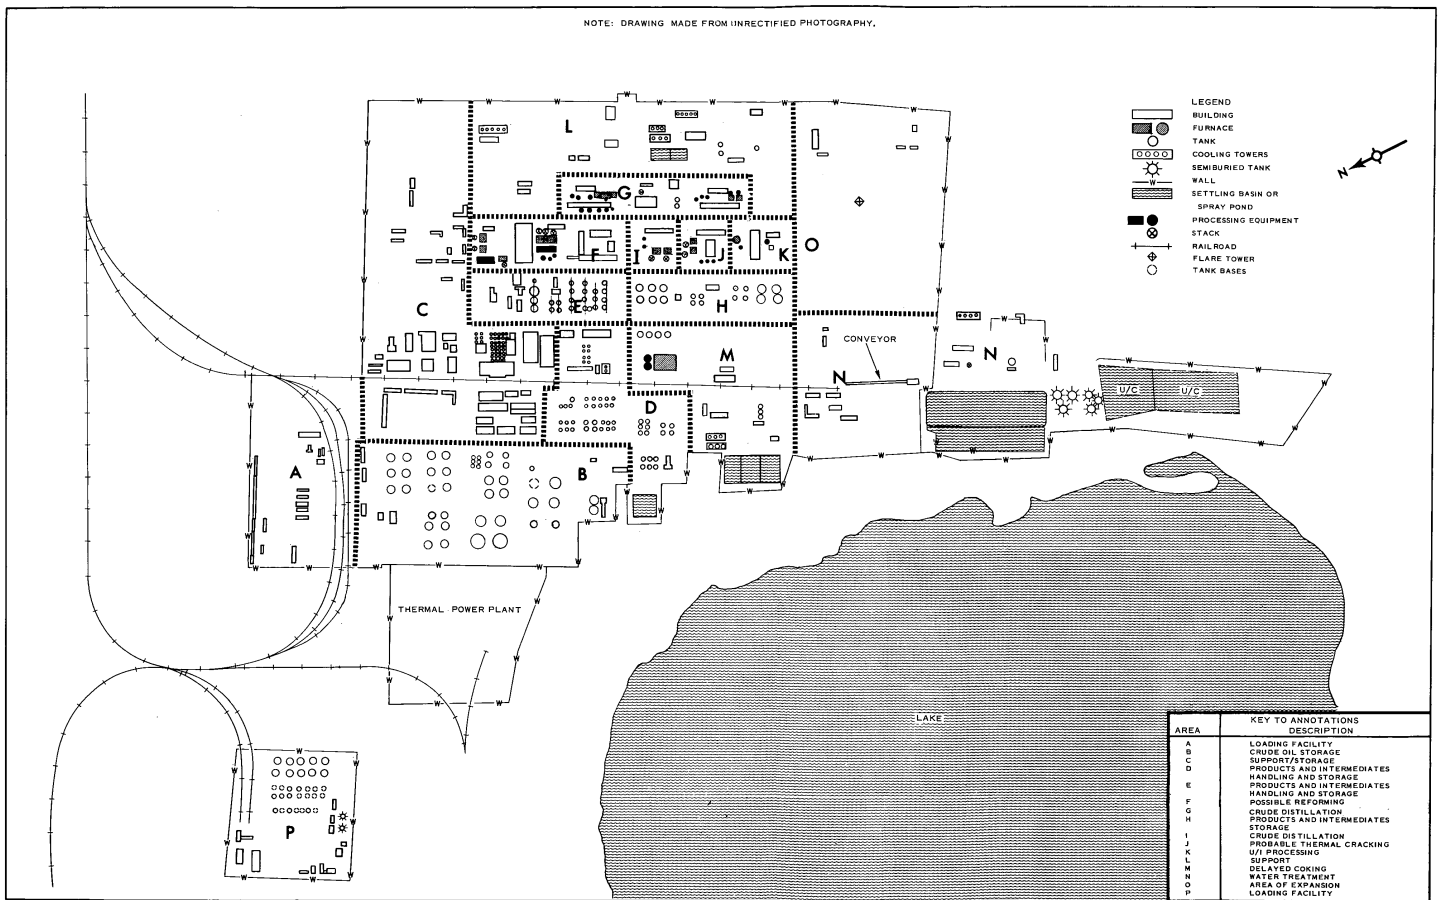 NOTE: DRAWING MADE FROM UNRECTIFIED PHOTOGRAPHY.
LEGEND
BUILDING
FURNACE
TANK
COOLING TOWERS
SEMIBURIED TANK
W WALL
SETTLING BASIN OR
SPRAY POND
PROCESSING EQUIPMENT
STACK
RAILROAD
FLARE TOWER
TANK BASES
N
L
G
O
F
I
J
K
C
E
H
M
CONVEYOR
N
N
U/C
U/C
D
A
B
THERMAL POWER PLANT
LAKE
P
KEY TO ANNOTATIONS
AREA DESCRIPTION
A LOADING FACILITY
B CRUDE OIL STORAGE
C SUPPORT/STORAGE
D PRODUCTS AND INTERMEDIATES
HANDLING AND STORAGE
E PRODUCTS AND INTERMEDIATES
HANDLING AND STORAGE
F POSSIBLE REFORMING
G CRUDE DISTILLATION
H PRODUCTS AND INTERMEDIATES
STORAGE
I CRUDE DISTILLATION
J PROBABLE THERMAL CRACKING
K U/I PROCESSING
L SUPPORT
M DELAYED COKING
N WATER TREATMENT
O AREA OF EXPANSION
P LOADING FACILITY